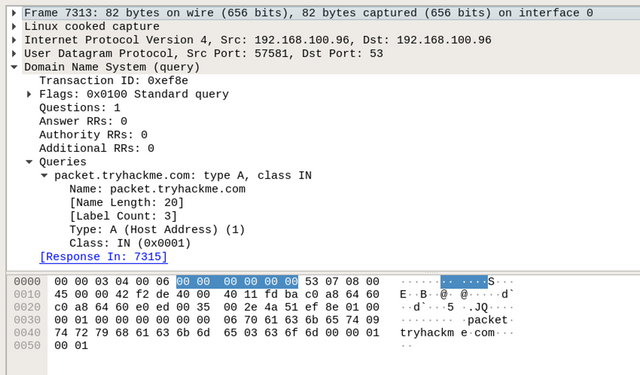 Frame 7313: 82 bytes on wire (656 bits), 82 bytes captured (656 bits) on interface 0
Linux cooked capture
Internet Protocol Version 4, Src: 192.168.100.96, Dst: 192.168.100.96
User Datagram Protocol, Src Port: 57581, Dst Port: 53
Domain Name System (query)
Transaction ID: 0xef8e
Flags: 0x0100 Standard query
Questions: 1
Answer RRs: 0
Authority RRs: 0
Additional RRs: 0
Queries
packet.tryhackme.com: type A, class IN
Name: packet.tryhackme.com
[Name Length: 20]
[Label Count: 3]
Type: A (Host Address) (1)
Class: IN (0x0001)
[Response In: 7315]
0000 00 00 03 04 00 06 00 00 00 00 00 00 53 07 08 00 ········ ····S···
0010 45 00 00 42 f2 de 40 00 40 11 fd ba c0 a8 64 60 E··B··@· @·····d`
0020 c0 a8 64 60 e0 ed 00 35 00 2e 4a 51 ef 8e 01 00 ··d`···5 ·.JQ····
0030 00 01 00 00 00 00 00 00 06 70 61 63 6b 65 74 09 ········ ·packet·
0040 74 72 79 68 61 63 6b 6d 65 03 63 6f 6d 00 00 01 tryhackm e·com···
0050 00 01 ··